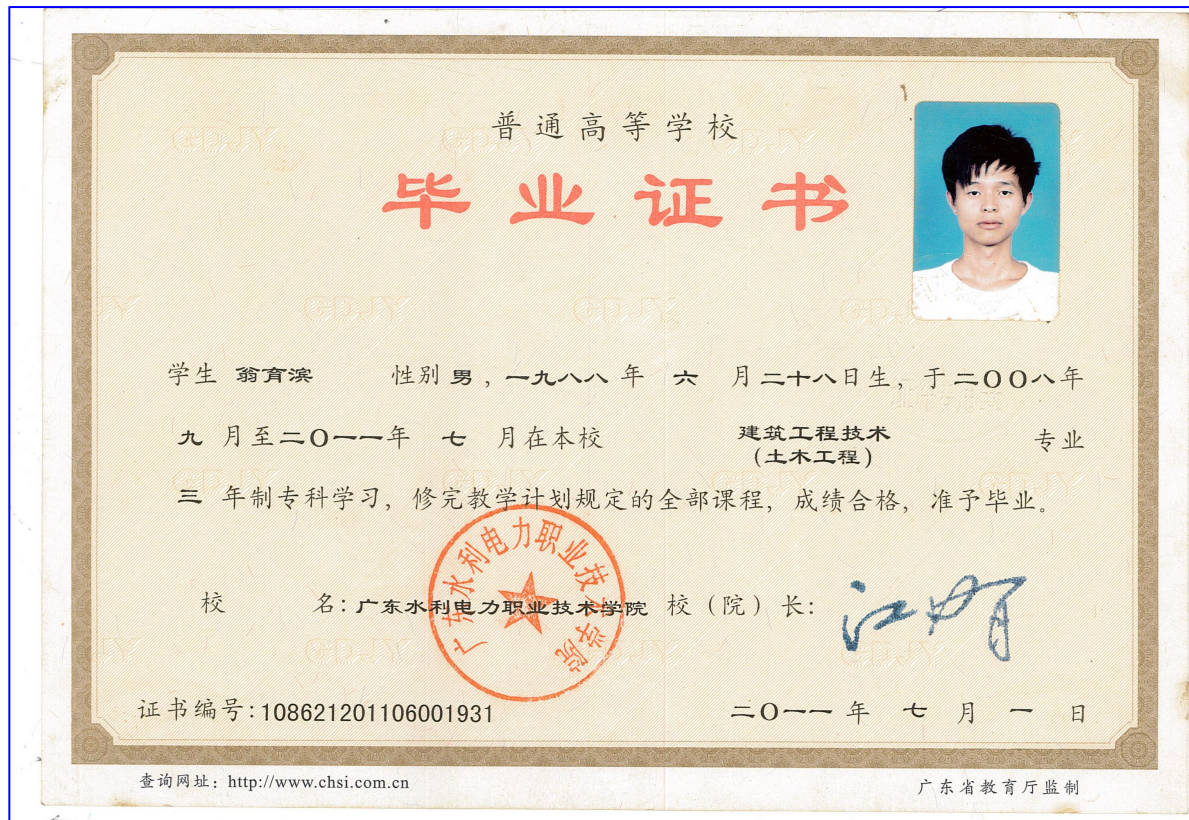 普通高等学校
毕业证书
学生 翁育滨 性别 男，一九八八年 六 月二十八日生，于二〇〇八年
九 月至二〇一一年 七 月在本校 建筑工程技术 专业
（土木工程）
三 年制专科学习，修完教学计划规定的全部课程，成绩合格，准予毕业。
广东水利电力职业技术学院
校 名：广东水利电力职业技术学院 校（院）长：
证书编号：108621201106001931 二〇一一年 七 月 一 日
查询网址：http://www.chsi.com.cn 广东省教育厅监制